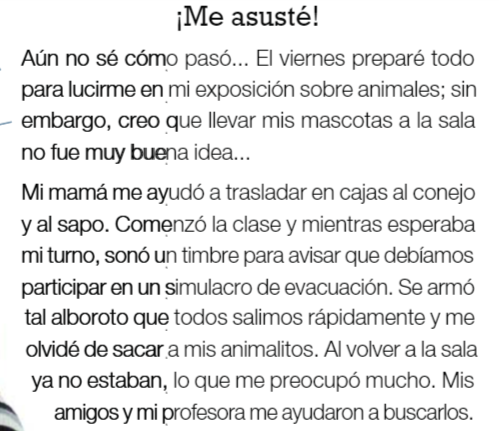 ¡Me asusté!
Aún no sé cómo pasó... El viernes preparé todo
para lucirme en mi exposición sobre animales; sin
embargo, creo que llevar mis mascotas a la sala
no fue muy buena idea...
Mi mamá me ayudó a trasladar en cajas al conejo
y al sapo. Comenzó la clase y mientras esperaba
mi turno, sonó un timbre para avisar que debíamos
participar en un simulacro de evacuación. Se armó
tal alboroto que todos salimos rápidamente y me
olvidé de sacar a mis animalitos. Al volver a la sala
ya no estaban, lo que me preocupó mucho. Mis
amigos y mi profesora me ayudaron a buscarlos.